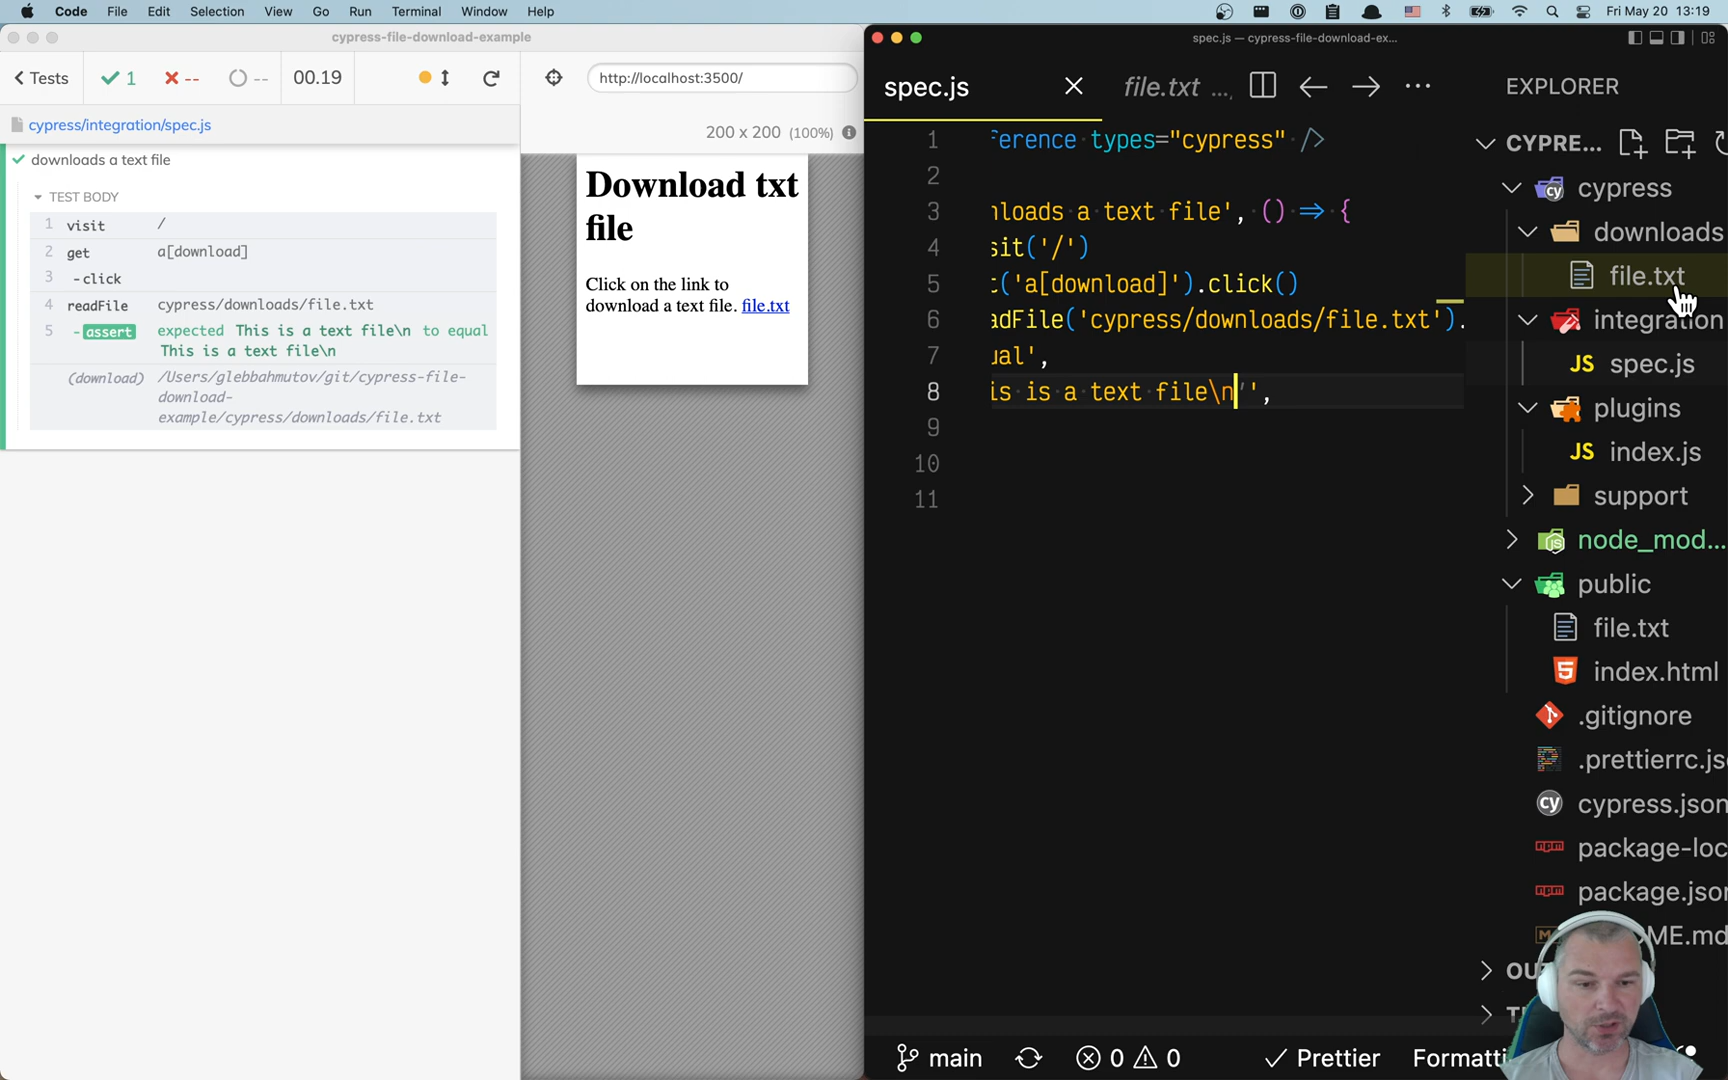 Code File Edit Selection View Go Run Terminal Window Help
Fri May 20 13:19
cypress-file-download-example
Tests
1
--
--
00.19
http://localhost:3500/
200 x 200 (100%)
cypress/integration/spec.js
downloads a text file
TEST BODY
1 visit /
2 get a[download]
3 -click
4 readFile cypress/downloads/file.txt
5 -assert expected This is a text file\n to equal
This is a text file\n
(download) /Users/glebbahmutov/git/cypress-file-
download-
example/cypress/downloads/file.txt
Download txt
file
Click on the link to
download a text file. file.txt
spec.js — cypress-file-download-ex...
spec.js
file.txt ...,
1 ference types="cypress" />
2
3 nloads a text file', () => {
4 sit('/')
5 t('a[download]').click()
6 adFile('cypress/downloads/file.txt').
7 ual',
8 is is a text file\n',
9
10
11
EXPLORER
CYPRE...
cypress
downloads
file.txt
integration
JS spec.js
plugins
JS index.js
support
node_mod...
public
file.txt
index.html
.gitignore
.prettierrc.js
cypress.json
package-loc
package.json
ME.md
OU
T
main
0 0
Prettier
Formatti